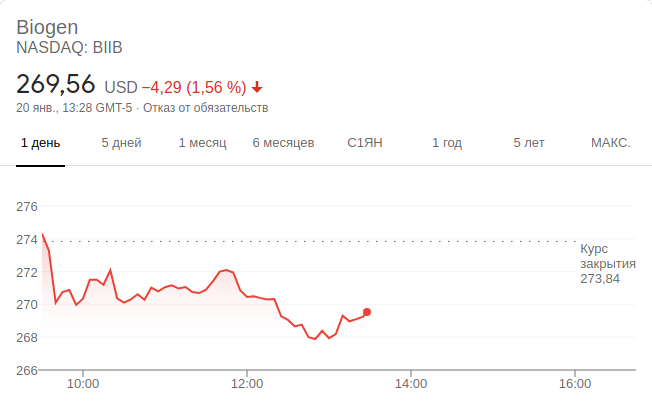 Biogen
NASDAQ: BIIB
269,56 USD −4,29 (1,56 %)
20 янв., 13:28 GMT-5 · Отказ от обязательств
1 день 5 дней 1 месяц 6 месяцев С1ЯН 1 год 5 лет МАКС.
276
274
Курс
закрытия
273,84
272
270
268
266
10:00 12:00 14:00 16:00